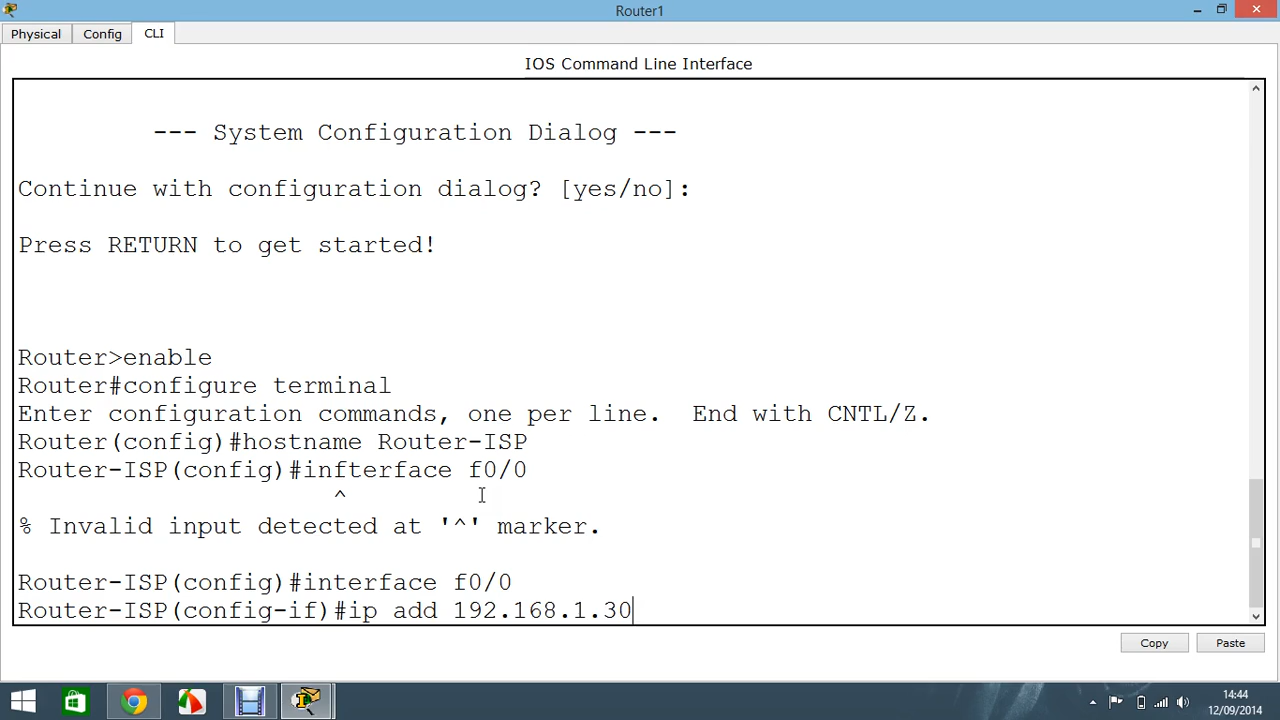 Router1
Physical Config CLI
IOS Command Line Interface
--- System Configuration Dialog ---
Continue with configuration dialog? [yes/no]:
Press RETURN to get started!
Router>enable
Router#configure terminal
Enter configuration commands, one per line.  End with CNTL/Z.
Router(config)#hostname Router-ISP
Router-ISP(config)#infterface f0/0
^
% Invalid input detected at '^' marker.
Router-ISP(config)#interface f0/0
Router-ISP(config-if)#ip add 192.168.1.30
Copy Paste
14:44
12/09/2014